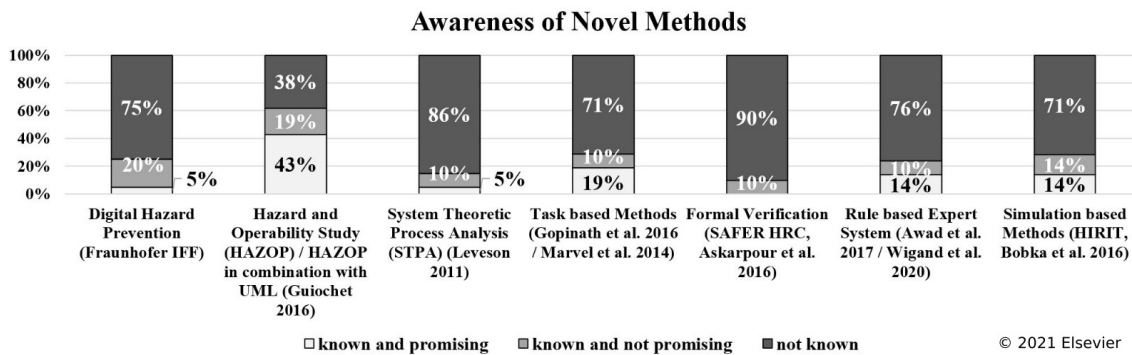 Awareness of Novel Methods
100%
80%
60%
40%
20%
0%
75%
20%
5%
38%
19%
43%
86%
10%
5%
71%
10%
19%
90%
10%
76%
10%
14%
71%
14%
14%
Digital Hazard
Prevention
(Fraunhofer IFF)
Hazard and
Operability Study
(HAZOP) / HAZOP
in combination with
UML (Guiochet
2016)
System Theoretic
Process Analysis
(STPA) (Leveson
2011)
Task based Methods
(Gopinath et al. 2016
/ Marvel et al. 2014)
Formal Verification
(SAFER HRC,
Askarpour et al.
2016)
Rule based Expert
System (Awad et al.
2017 / Wigand et al.
2020)
Simulation based
Methods (HIRIT,
Bobka et al. 2016)
known and promising
known and not promising
not known
© 2021 Elsevier